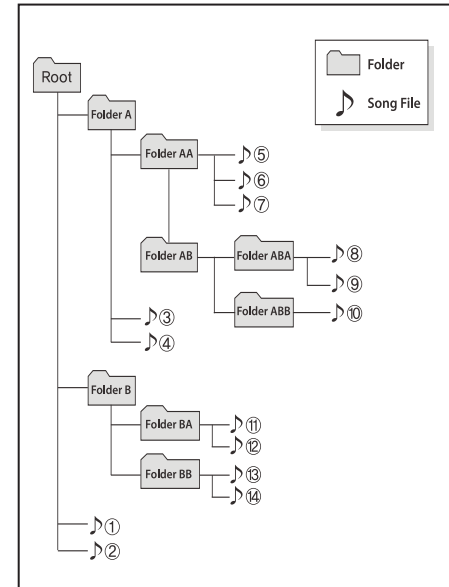 Root
Folder
Song File
Folder A
Folder AA
⑤
⑥
⑦
Folder AB
Folder ABA
⑧
⑨
Folder ABB
⑩
③
④
Folder B
Folder BA
⑪
⑫
Folder BB
⑬
⑭
①
②